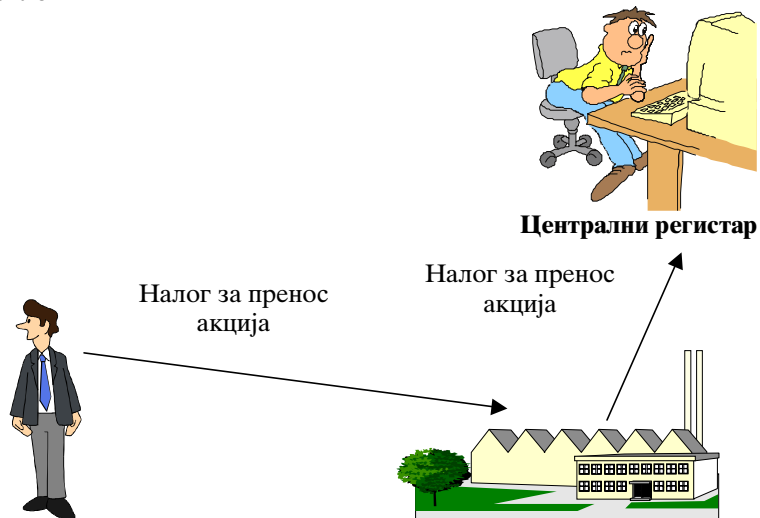 Централни регистар
Налог за пренос
акција
Налог за пренос
акција